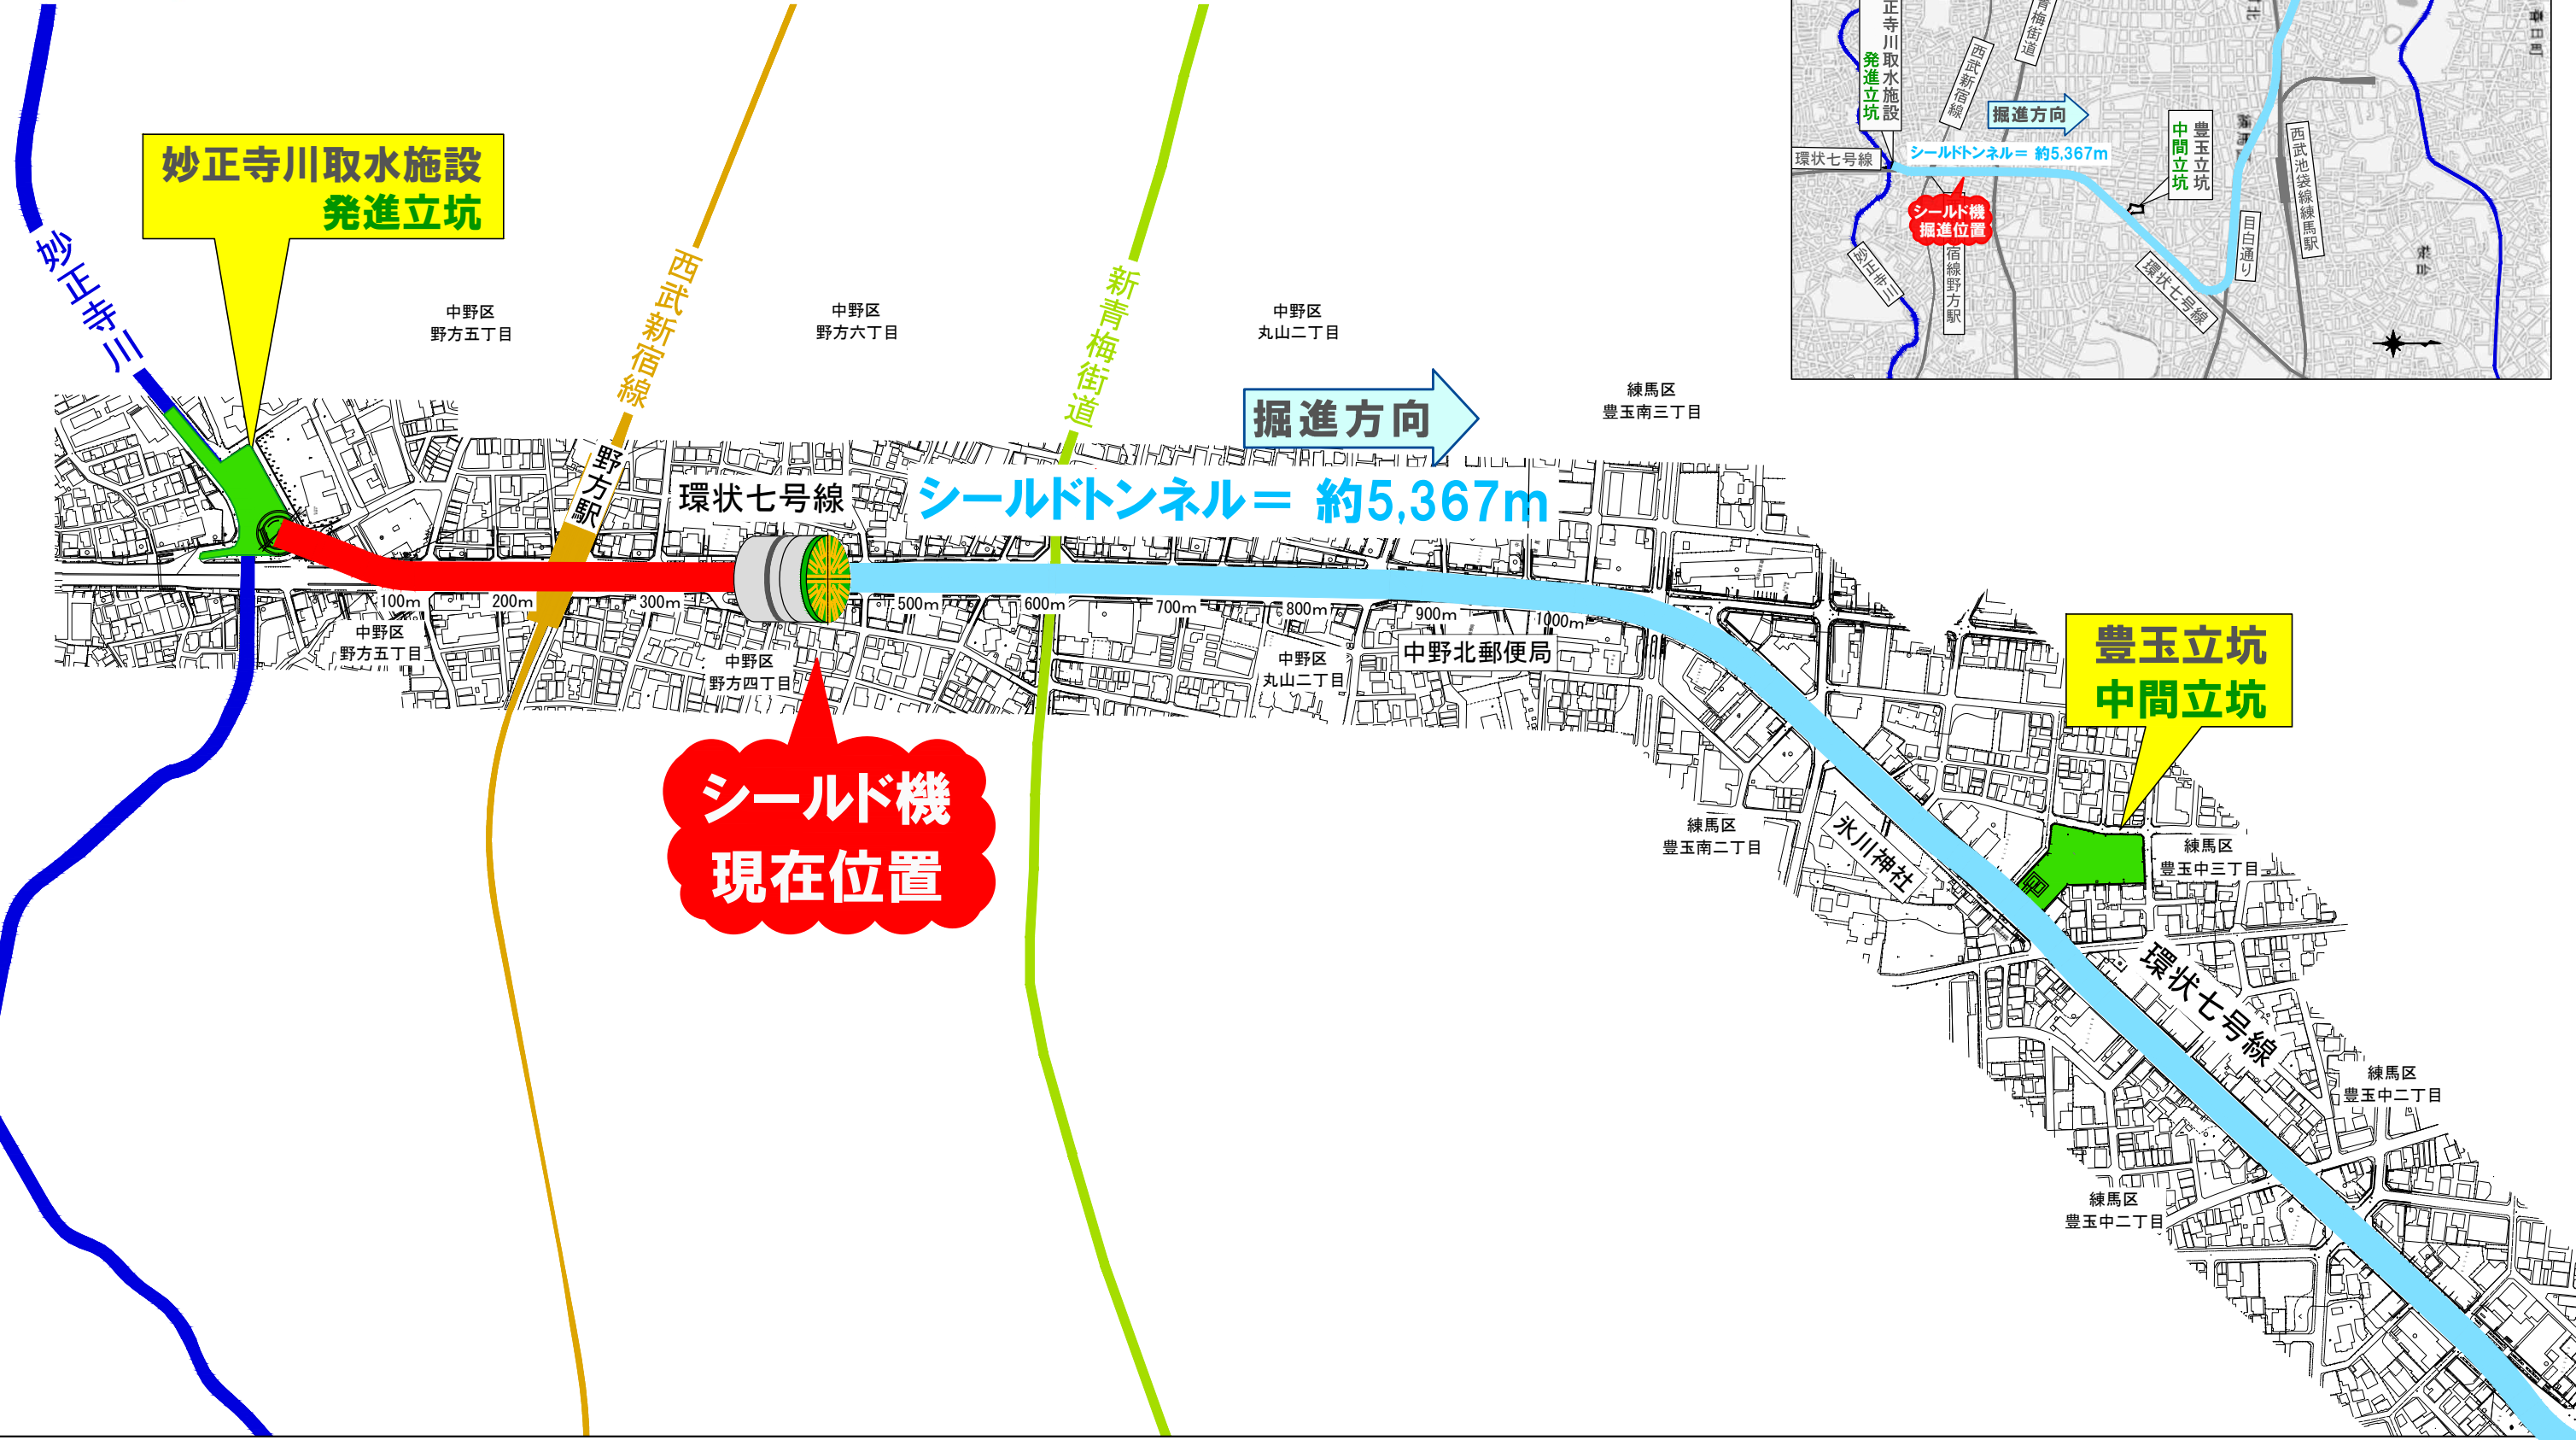 妙正寺川取水施設
発進立坑
妙正寺川
西武新宿線
新青梅街道
中野区
野方五丁目
中野区
野方六丁目
中野区
丸山二丁目
掘進方向
練馬区
豊玉南三丁目
野方駅
環状七号線
シールドトンネル＝ 約5,367m
100m
200m
300m
500m
600m
700m
800m
900m
1000m
中野区
野方五丁目
中野区
野方四丁目
中野区
丸山二丁目
中野北郵便局
シールド機
現在位置
豊玉立坑
中間立坑
練馬区
豊玉南二丁目
氷川神社
練馬区
豊玉中三丁目
環状七号線
練馬区
豊玉中二丁目
練馬区
豊玉中二丁目
正寺川取水施設
発進立坑
西武新宿線
青梅街道
掘進方向
環状七号線
シールドトンネル＝ 約5,367m
豊玉立坑
中間立坑
西武池袋線練馬駅
目白通り
環状七号線
シールド機
掘進位置
宿線野方駅
妙正寺川
春日町